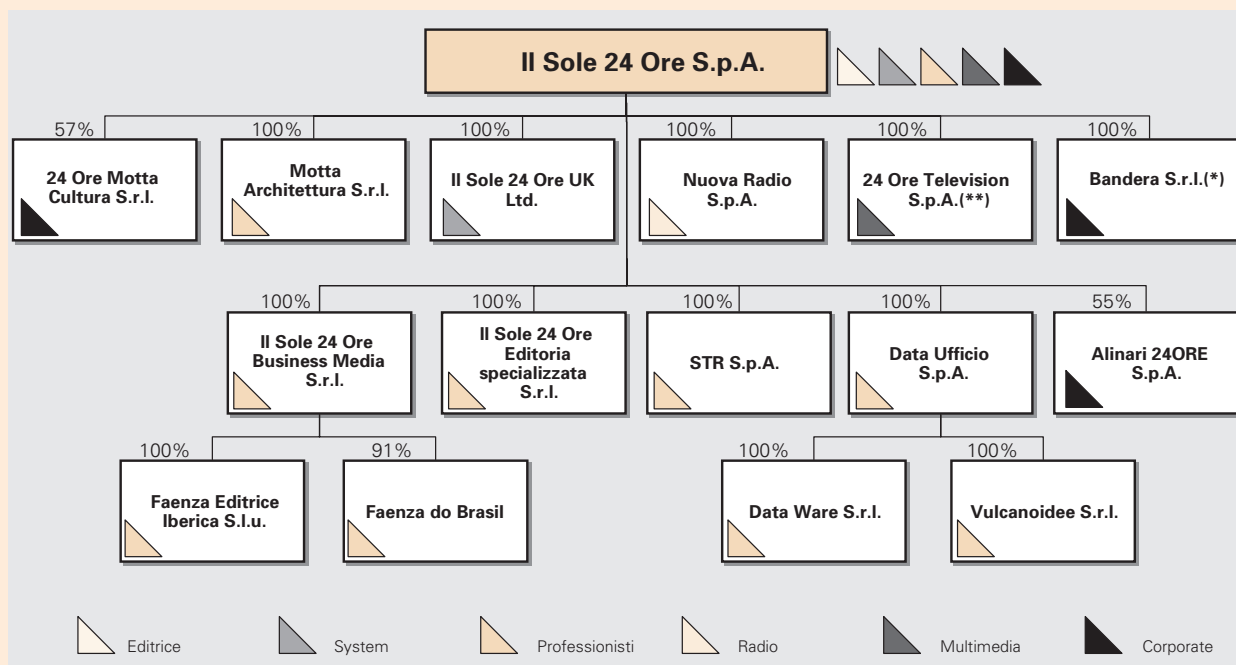 Il Sole 24 Ore S.p.A.
57%
100%
100%
100%
100%
100%
24 Ore Motta
Cultura S.r.l.
Motta
Architettura S.r.l.
Il Sole 24 Ore UK
Ltd.
Nuova Radio
S.p.A.
24 Ore Television
S.p.A.(**)
Bandera S.r.l.(*)
100%
100%
100%
100%
55%
Il Sole 24 Ore
Business Media
S.r.l.
Il Sole 24 Ore
Editoria
specializzata
S.r.l.
STR S.p.A.
Data Ufficio
S.p.A.
Alinari 24ORE
S.p.A.
100%
91%
100%
100%
Faenza Editrice
Iberica S.l.u.
Faenza do Brasil
Data Ware S.r.l.
Vulcanoidee S.r.l.
Editrice
System
Professionisti
Radio
Multimedia
Corporate